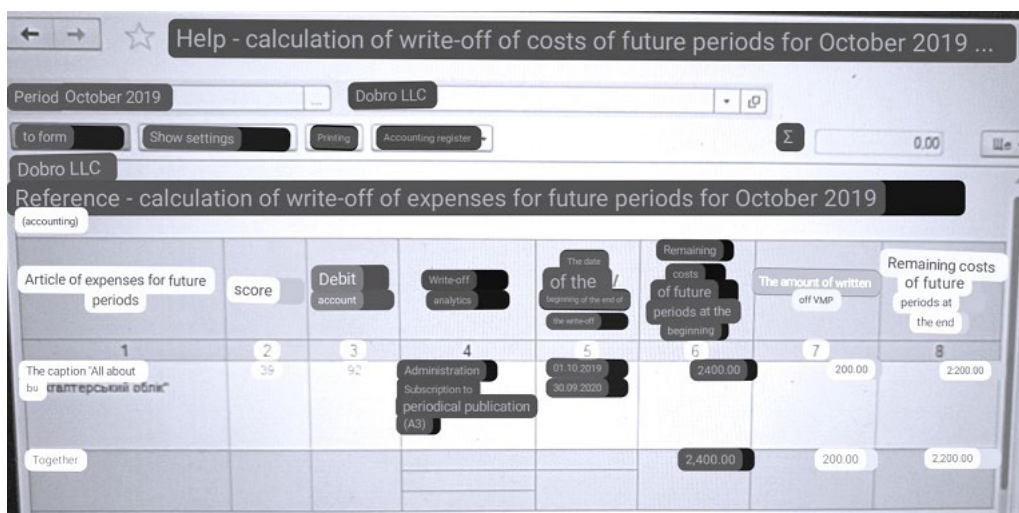 Help - calculation of write-off of costs of future periods for October 2019 ...
Period October 2019
...
Dobro LLC
to form
Show settings
Printing
Accounting register
Σ
0,00
Ще
Dobro LLC
Reference - calculation of write-off of expenses for future periods for October 2019
(accounting)
Article of expenses for future
periods
score
Debit
account
Write-off
analytics
The date
of the /
beginning of the end of
the write-off
Remaining
costs
of future
periods at the
beginning
The amount of written
off VMP
Remaining costs
of future
periods at
the end
1 2 3 4 5 6 7 8
The caption "All about
bu хгалтерський облік"
39
92
Administration
Subscription to
periodical publication
(A3)
01.10.2019
30.09.2020
2400.00
200.00
2:200.00
Together
2,400.00
200.00
2,200.00